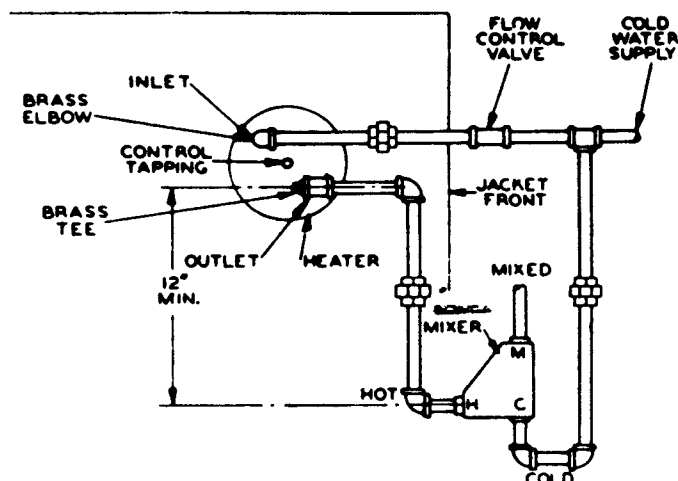 FLOW
CONTROL
VALVE
COLD
WATER
SUPPLY
INLET
BRASS
ELBOW
CONTROL
TAPPING
BRASS
TEE
OUTLET
HEATER
JACKET
FRONT
12"
MIN.
MIXED
MIXER
M
HOT
H
C
COLD